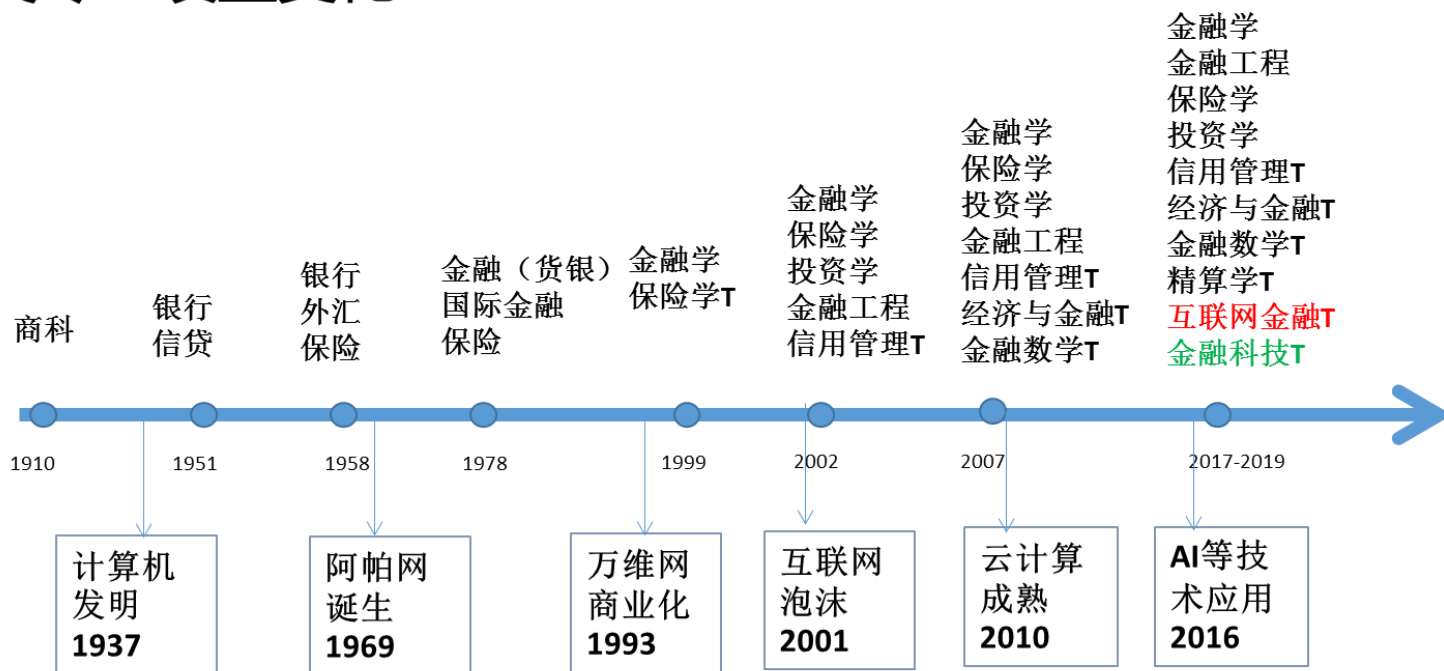 商科
银行
信贷
银行
外汇
保险
金融（货银）
国际金融
保险
金融学
保险学T
金融学
保险学
投资学
金融工程
信用管理T
金融学
保险学
投资学
金融工程
信用管理T
经济与金融T
金融数学T
金融学
金融工程
保险学
投资学
信用管理T
经济与金融T
金融数学T
精算学T
互联网金融T
金融科技T
1910
1951
1958
1978
1999
2002
2007
2017-2019
计算机
发明
1937
阿帕网
诞生
1969
万维网
商业化
1993
互联网
泡沫
2001
云计算
成熟
2010
AI等技
术应用
2016